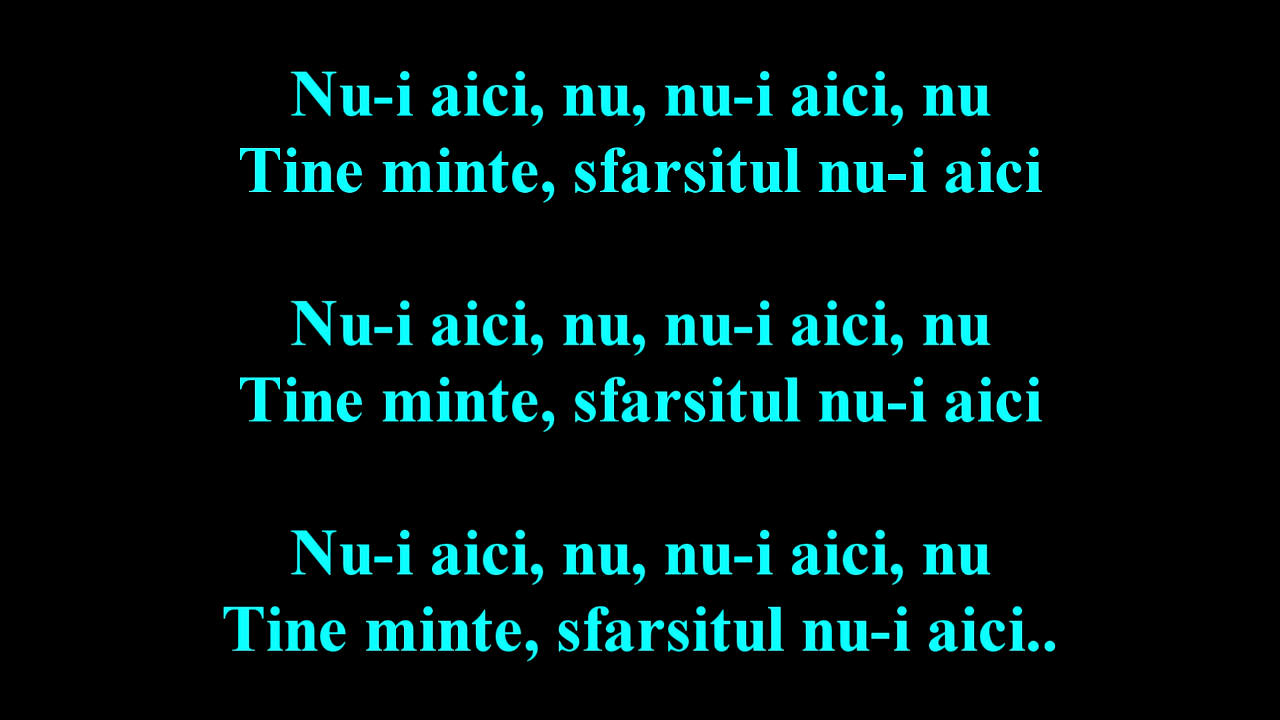 Nu-i aici, nu, nu-i aici, nu
Tine minte, sfarsitul nu-i aici
Nu-i aici, nu, nu-i aici, nu
Tine minte, sfarsitul nu-i aici
Nu-i aici, nu, nu-i aici, nu
Tine minte, sfarsitul nu-i aici..